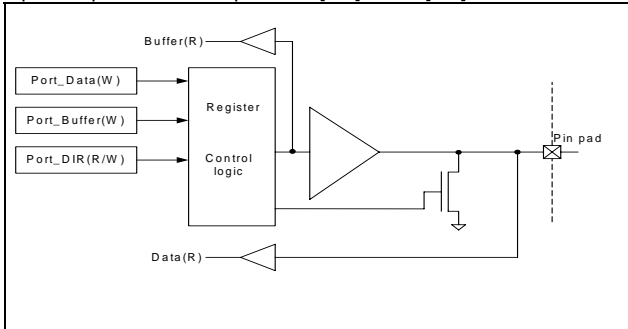 Buffer(R)
Port_Data(W)
Port_Buffer(W)
Port_DIR(R/W)
Register
Control
logic
Pin pad
Data(R)